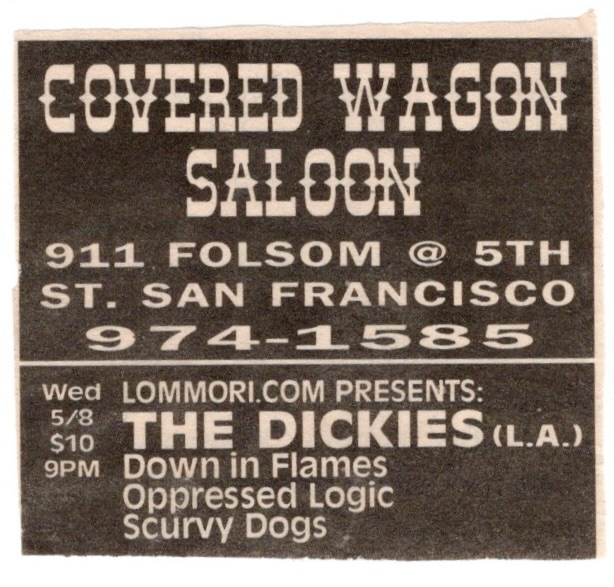 COVERED WAGON
SALOON
911 FOLSOM @ 5TH
ST. SAN FRANCISCO
974-1585
Wed
5/8
$10
9PM
LOMMORI.COM PRESENTS:
THE DICKIES (L.A.)
Down in Flames
Oppressed Logic
Scurvy Dogs